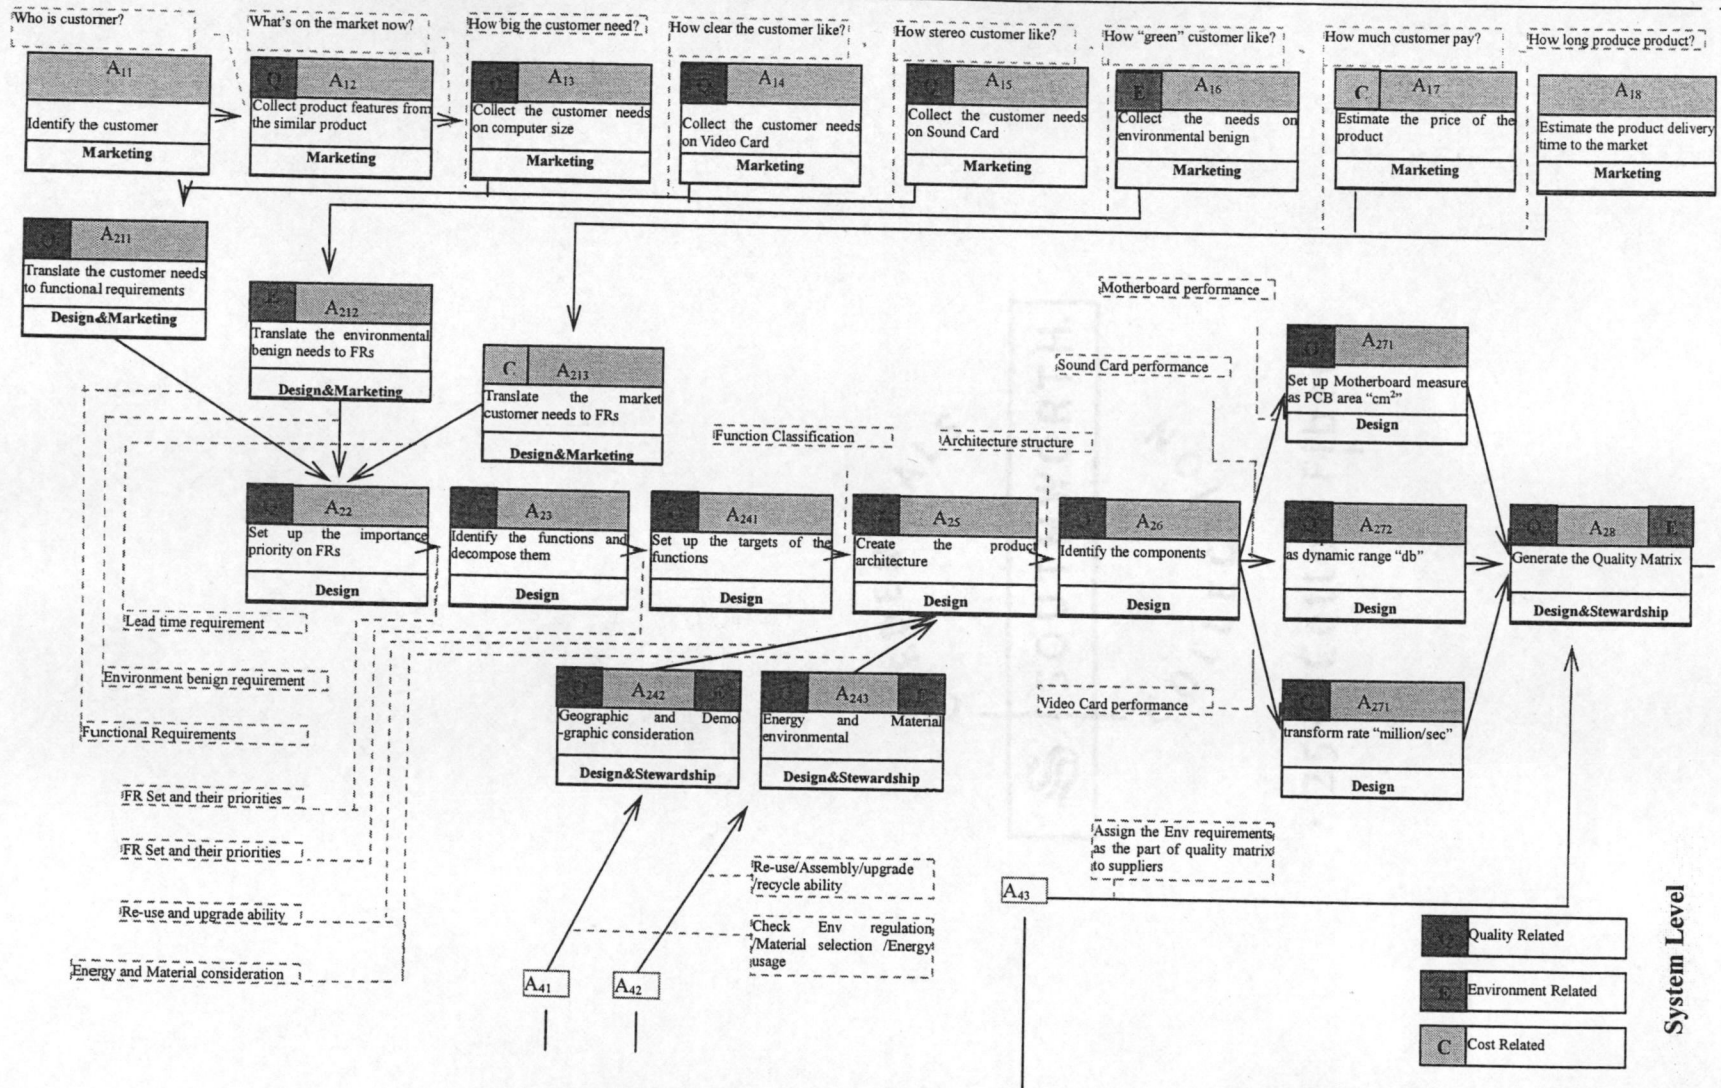 Who is customer?
What's on the market now?
How big the customer need?
How clear the customer like?
How stereo customer like?
How "green" customer like?
How much customer pay?
How long produce product?
A11
Identify the customer
Marketing
Q A12
Collect product features from
the similar product
Marketing
Q A13
Collect the customer needs
on computer size
Marketing
Q A14
Collect the customer needs
on Video Card
Marketing
Q A15
Collect the customer needs
on Sound Card
Marketing
E A16
Collect the needs on
environmental benign
Marketing
C A17
Estimate the price of the
product
Marketing
A18
Estimate the product delivery
time to the market
Marketing
Q A211
Translate the customer needs
to functional requirements
Design&Marketing
E A212
Translate the environmental
benign needs to FRs
Design&Marketing
C A213
Translate the market
customer needs to FRs
Design&Marketing
Motherboard performance
Sound Card performance
Function Classification
Architecture structure
Q A271
Set up Motherboard measure
as PCB area "cm2"
Design
A22
Set up the importance
priority on FRs
Design
A23
Identify the functions and
decompose them
Design
A241
Set up the targets of the
functions
Design
A25
Create the product
architecture
Design
A26
Identify the components
Design
Q A272
as dynamic range "db"
Design
Q A28 E
Generate the Quality Matrix
Design&Stewardship
Lead time requirement
Environment benign requirement
Functional Requirements
A242
Geographic and Demo
-graphic consideration
Design&Stewardship
A243 E
Energy and Material
environmental
Design&Stewardship
Video Card performance
A271
transform rate "million/sec"
Design
FR Set and their priorities
FR Set and their priorities
Re-use and upgrade ability
Energy and Material consideration
Re-use/Assembly/upgrade
/recycle ability
Check Env regulation
/Material selection /Energy
usage
Assign the Env requirements
as the part of quality matrix
to suppliers
A41
A42
A43
Q Quality Related
E Environment Related
C Cost Related
System Level